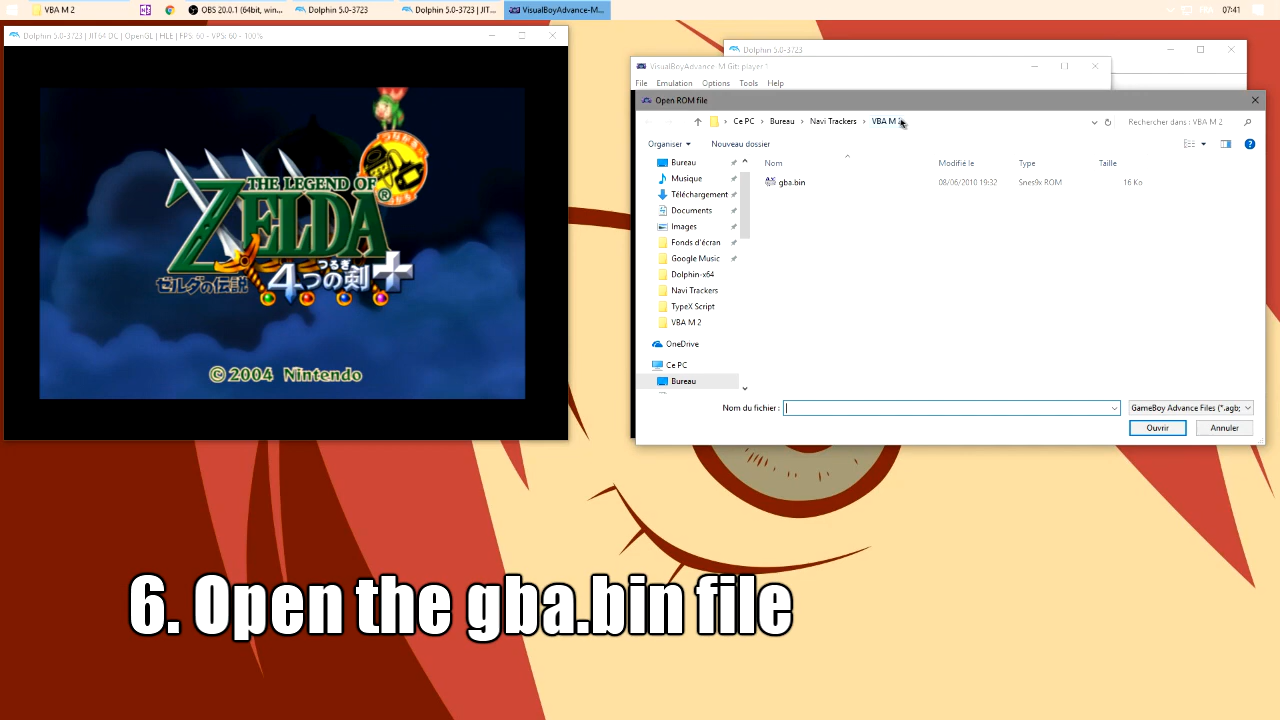 VBA M 2
OBS 20.0.1 (64bit, win...
Dolphin 5.0-3723
Dolphin 5.0-3723 | JIT...
VisualBoyAdvance-M...
07:41
Dolphin 5.0-3723 | JIT64 DC | OpenGL | HLE | FPS: 60 - VPS: 60 - 100%
THE LEGEND OF
ZELDA
®
つながる
ゼルダの伝説
つるぎ
4つの剣+
© 2004 Nintendo
Dolphin 5.0-3723
VisualBoyAdvance-M Git: player 1
File Emulation Options Tools Help
Open ROM file
Ce PC > Bureau > Navi Trackers > VBA M 2
Rechercher dans : VBA M 2
Organiser
Nouveau dossier
Nom Modifié le Type Taille
gba.bin 08/06/2010 19:32 Snes9x ROM 16 Ko
Bureau
Musique
Téléchargement
Documents
Images
Fonds d'écran
Google Music
Dolphin-x64
Navi Trackers
TypeX Script
VBA M 2
OneDrive
Ce PC
Bureau
Nom du fichier :
GameBoy Advance Files (*.agb;
Ouvrir
Annuler
6. Open the gba.bin file